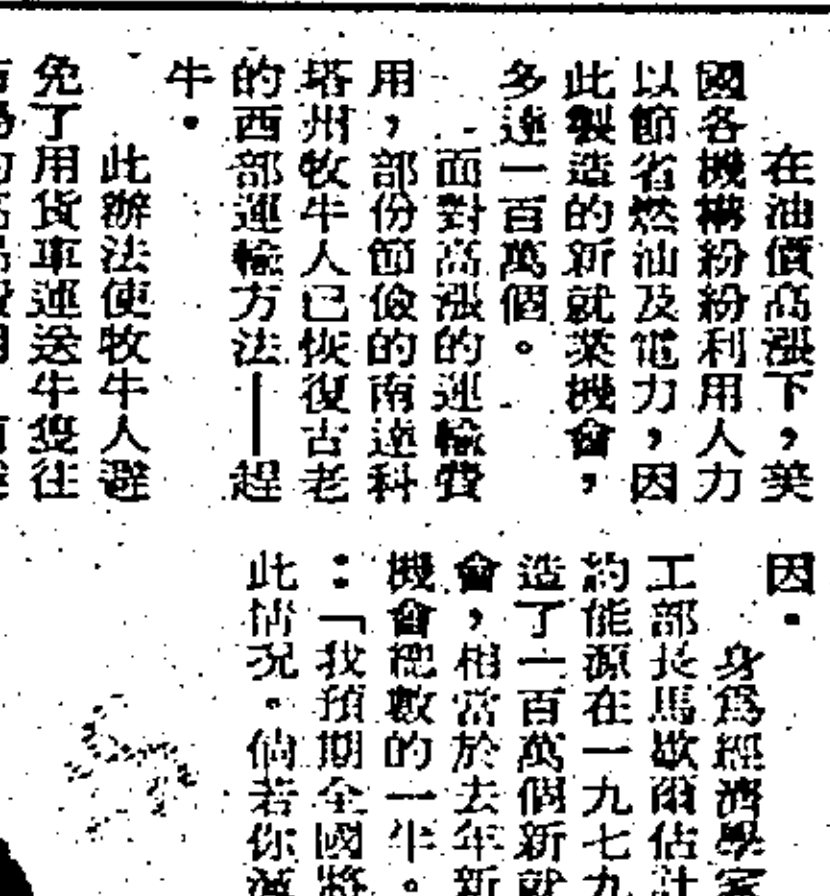 在油價高漲下，美
國各機構紛紛利用人力
以節省燃油及電力，因
此製造的新就業機會，
多達一百萬個。
面對高漲的運輸費
用，部份節儉的南達科
塔州牧牛人已恢復古老
的西部運輸方法——趕
牛。
此辦法使牧牛人避
免了用貨車運送牛隻往
因。
身爲經濟學家
工部長馬歇爾估計
約能源在一九七九
造了一百萬個新就
會，相當於去年新
機會總數的一半。
：「我預期全國將
此情況。倘若你減